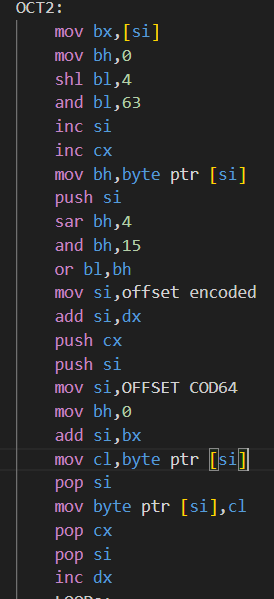 OCT2:
mov bx,[si]
mov bh,0
shl bl,4
and bl,63
inc si
inc cx
mov bh,byte ptr [si]
push si
sar bh,4
and bh,15
or bl,bh
mov si,offset encoded
add si,dx
push cx
push si
mov si,OFFSET COD64
mov bh,0
add si,bx
mov cl,byte ptr [si]
pop si
mov byte ptr [si],cl
pop cx
pop si
inc dx